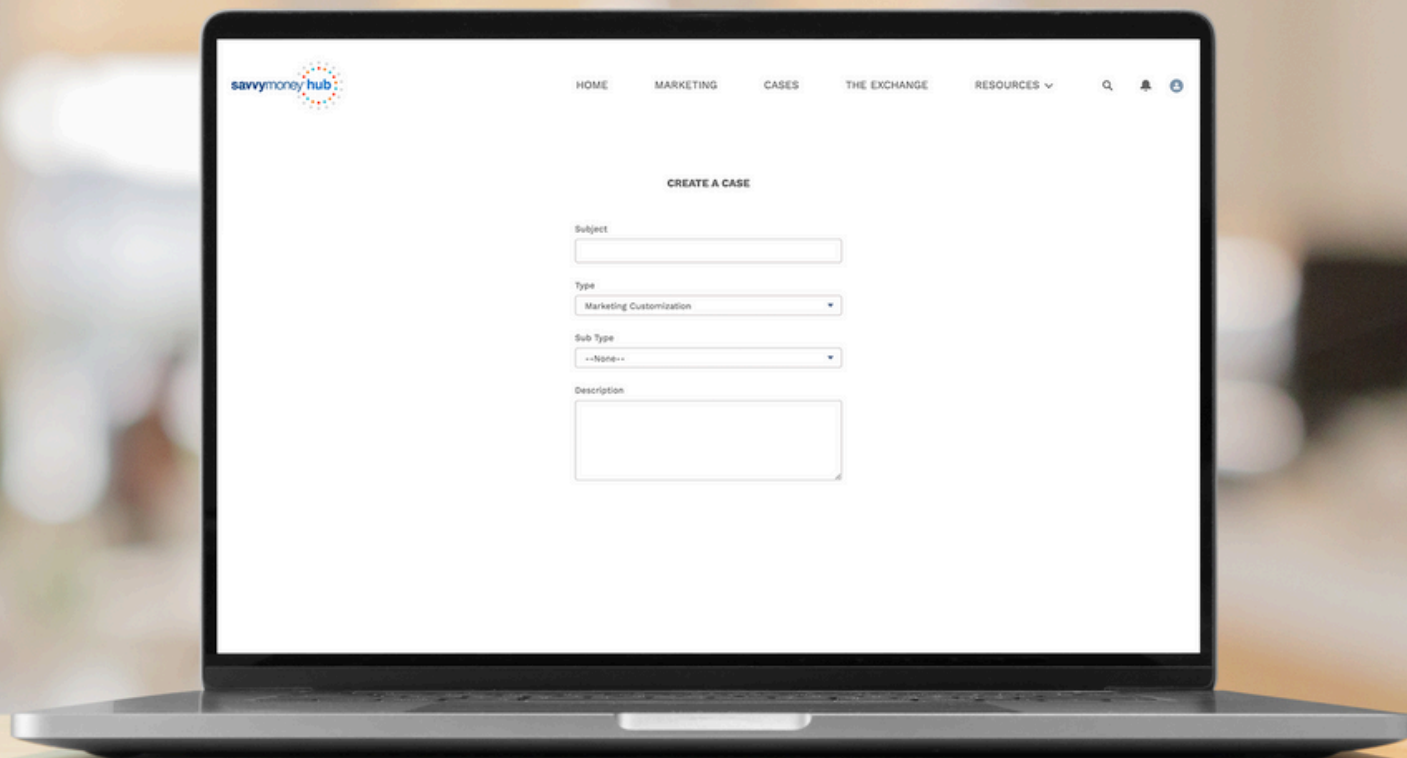 savvymoney hub
HOME MARKETING CASES THE EXCHANGE RESOURCES
CREATE A CASE
Subject
Type
Marketing Customization
Sub Type
--None--
Description